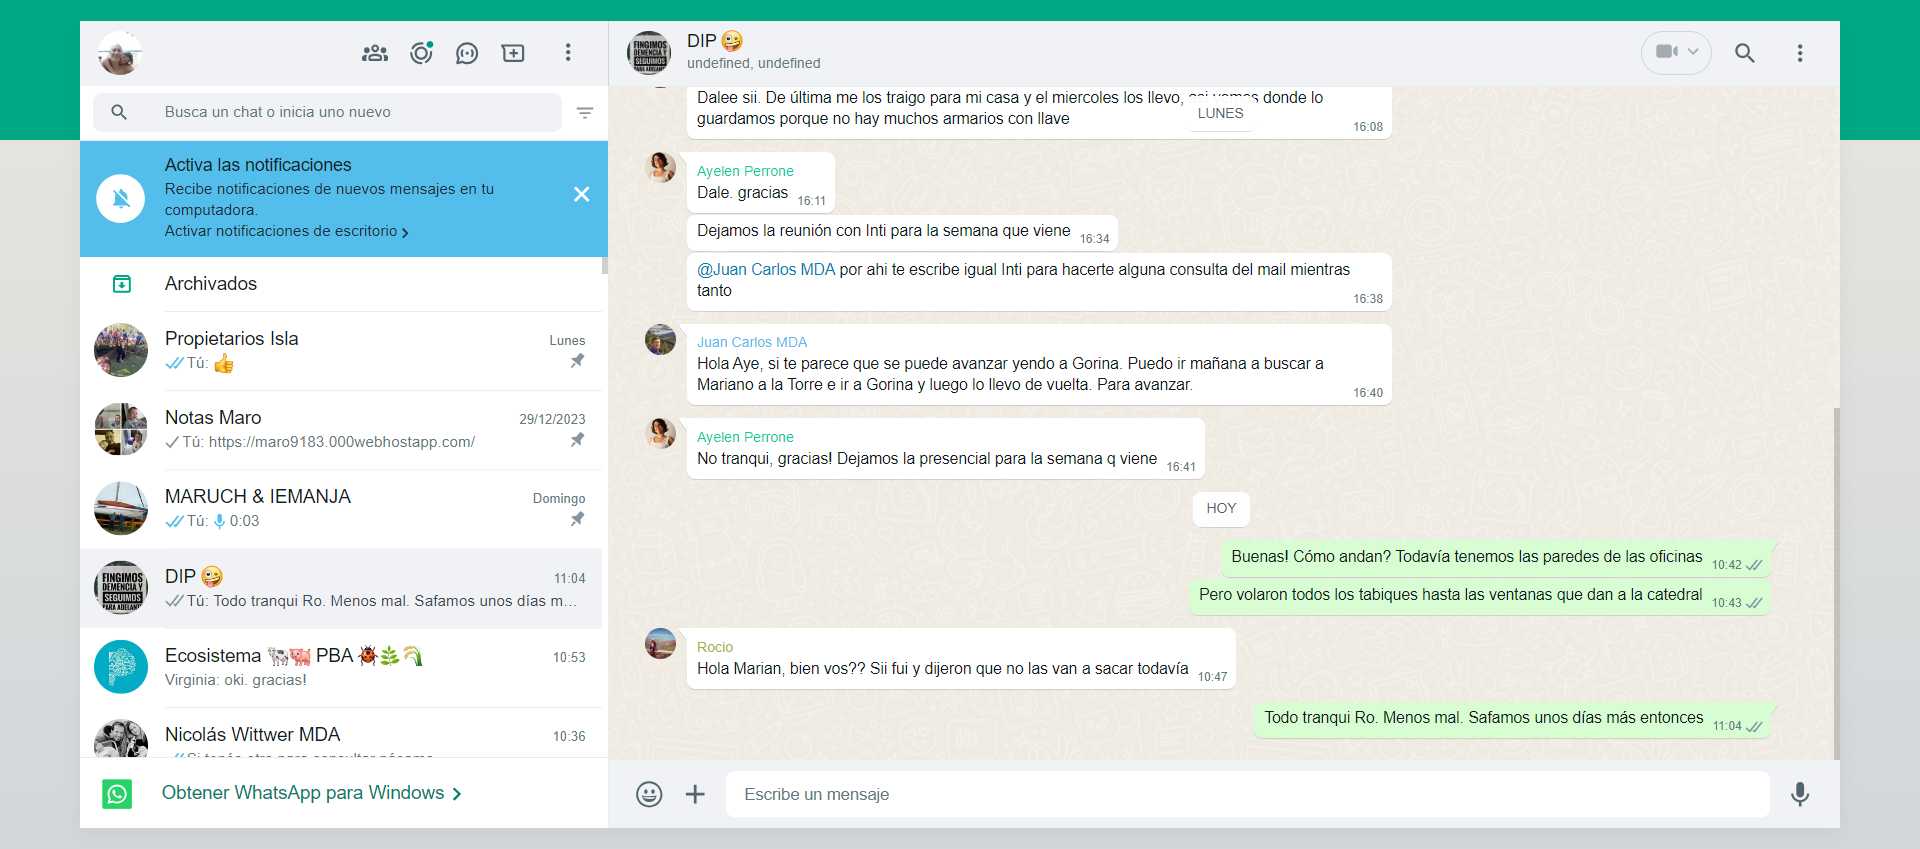 Busca un chat o inicia uno nuevo
Activa las notificaciones
Recibe notificaciones de nuevos mensajes en tu
computadora.
Activar notificaciones de escritorio
Archivados
Propietarios Isla
Lunes
Tú: 👍
Notas Maro
29/12/2023
Tú: https://maro9183.000webhostapp.com/
MARUCH & IEMANJA
Domingo
Tú: 0:03
DIP 🤪
11:04
Tú: Todo tranqui Ro. Menos mal. Safamos unos días m...
Ecosistema 🐄🐖 PBA 🐞🌿🌾
10:53
Virginia: oki. gracias!
Nicolás Wittwer MDA
10:36
Obtener WhatsApp para Windows
FINGIMOS
DEMENCIA Y
SEGUIMOS
PARA ADELANTE
DIP 🤪
undefined, undefined
Dalee sii. De última me los traigo para mi casa y el miercoles los llevo, asi vemos donde lo
guardamos porque no hay muchos armarios con llave
16:08
LUNES
Ayelen Perrone
Dale. gracias
16:11
Dejamos la reunión con Inti para la semana que viene
16:34
@Juan Carlos MDA por ahi te escribe igual Inti para hacerte alguna consulta del mail mientras
tanto
16:38
Juan Carlos MDA
Hola Aye, si te parece que se puede avanzar yendo a Gorina. Puedo ir mañana a buscar a
Mariano a la Torre e ir a Gorina y luego lo llevo de vuelta. Para avanzar.
16:40
Ayelen Perrone
No tranqui, gracias! Dejamos la presencial para la semana q viene
16:41
HOY
Buenas! Cómo andan? Todavía tenemos las paredes de las oficinas
10:42
Pero volaron todos los tabiques hasta las ventanas que dan a la catedral
10:43
Rocio
Hola Marian, bien vos?? Sii fui y dijeron que no las van a sacar todavía
10:47
Todo tranqui Ro. Menos mal. Safamos unos días más entonces
11:04
Escribe un mensaje